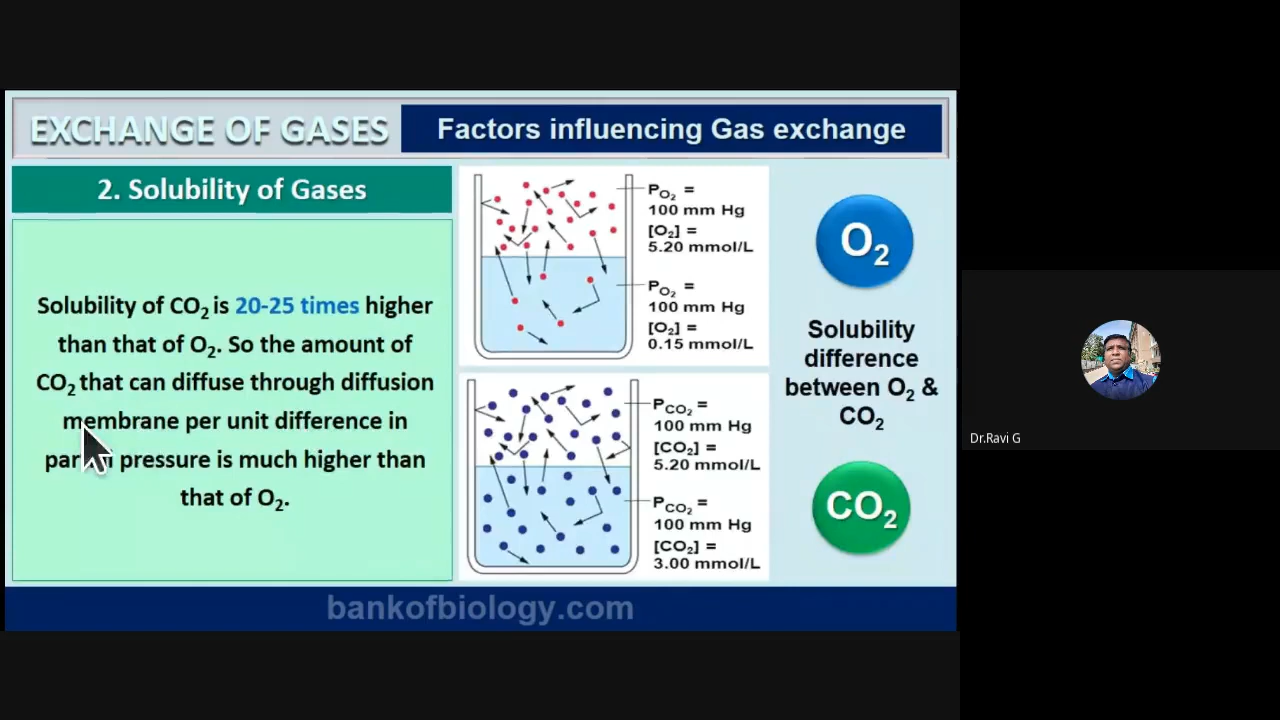 EXCHANGE OF GASES
Factors influencing Gas exchange
2. Solubility of Gases
Solubility of CO₂ is 20-25 times higher
than that of O₂. So the amount of
CO₂ that can diffuse through diffusion
membrane per unit difference in
pressure is much higher than
that of O₂.
P O₂ =
100 mm Hg
[O₂] =
5.20 mmol/L
P O₂ =
100 mm Hg
[O₂] =
0.15 mmol/L
P CO₂ =
100 mm Hg
[CO₂] =
5.20 mmol/L
P CO₂ =
100 mm Hg
[CO₂] =
3.00 mmol/L
O₂
Solubility
difference
between O₂ &
CO₂
CO₂
bankofbiology.com
Dr.Ravi G